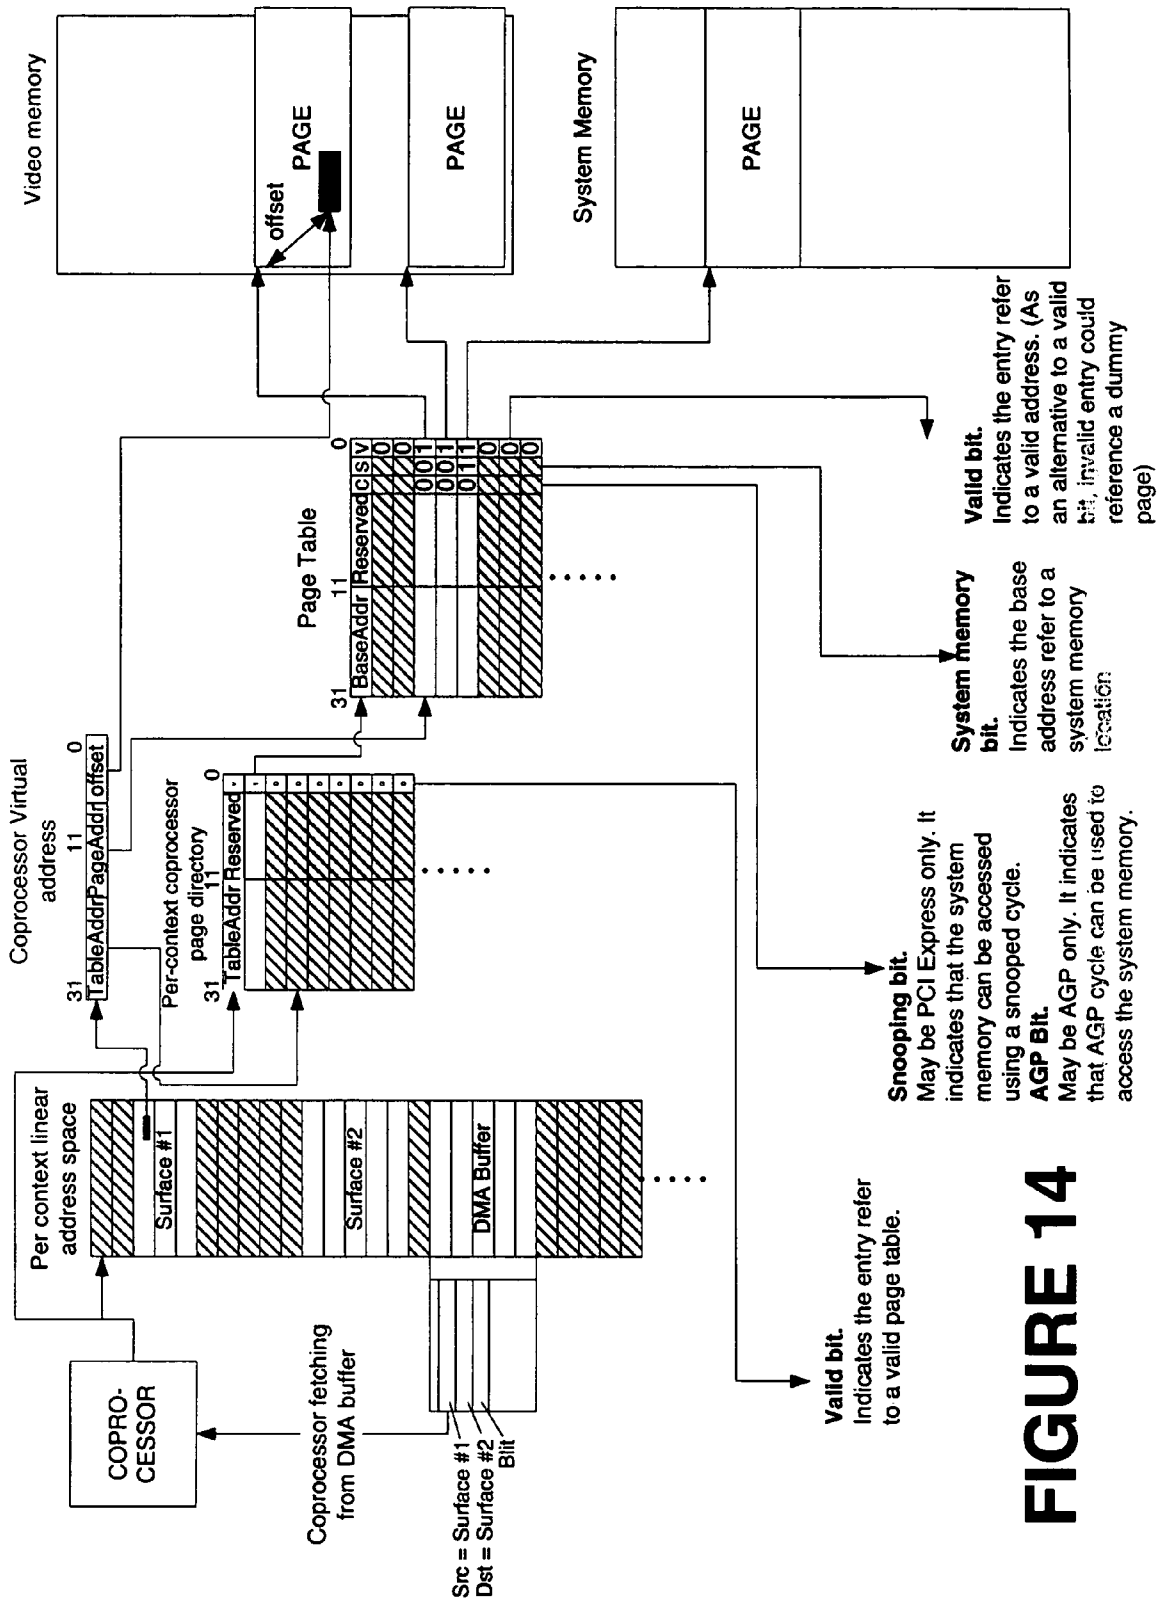 COPRO-
CESSOR
Coprocessor fetching
from DMA buffer
Src = Surface #1
Dst = Surface #2
Blit
Per context linear
address space
Surface #1
Surface #2
DMA Buffer
Coprocessor Virtual
address
31 11 0
TableAddr PageAddr offset
Per-context coprocessor
page directory
31 11 0
TableAddr Reserved
Page Table
31 11 0
BaseAddr Reserved C S V
0
0
0 0 1
0 0 1
0 1 1
0
0
0
Video memory
offset
PAGE
PAGE
System Memory
PAGE
Valid bit.
Indicates the entry refer
to a valid page table.
Snooping bit.
May be PCI Express only. It
indicates that the system
memory can be accessed
using a snooped cycle.
AGP Bit.
May be AGP only. It indicates
that AGP cycle can be used to
access the system memory.
System memory
bit.
Indicates the base
address refer to a
system memory
location
Valid bit.
Indicates the entry refer
to a valid address. (As
an alternative to a valid
bit, invalid entry could
reference a dummy
page)
FIGURE 14